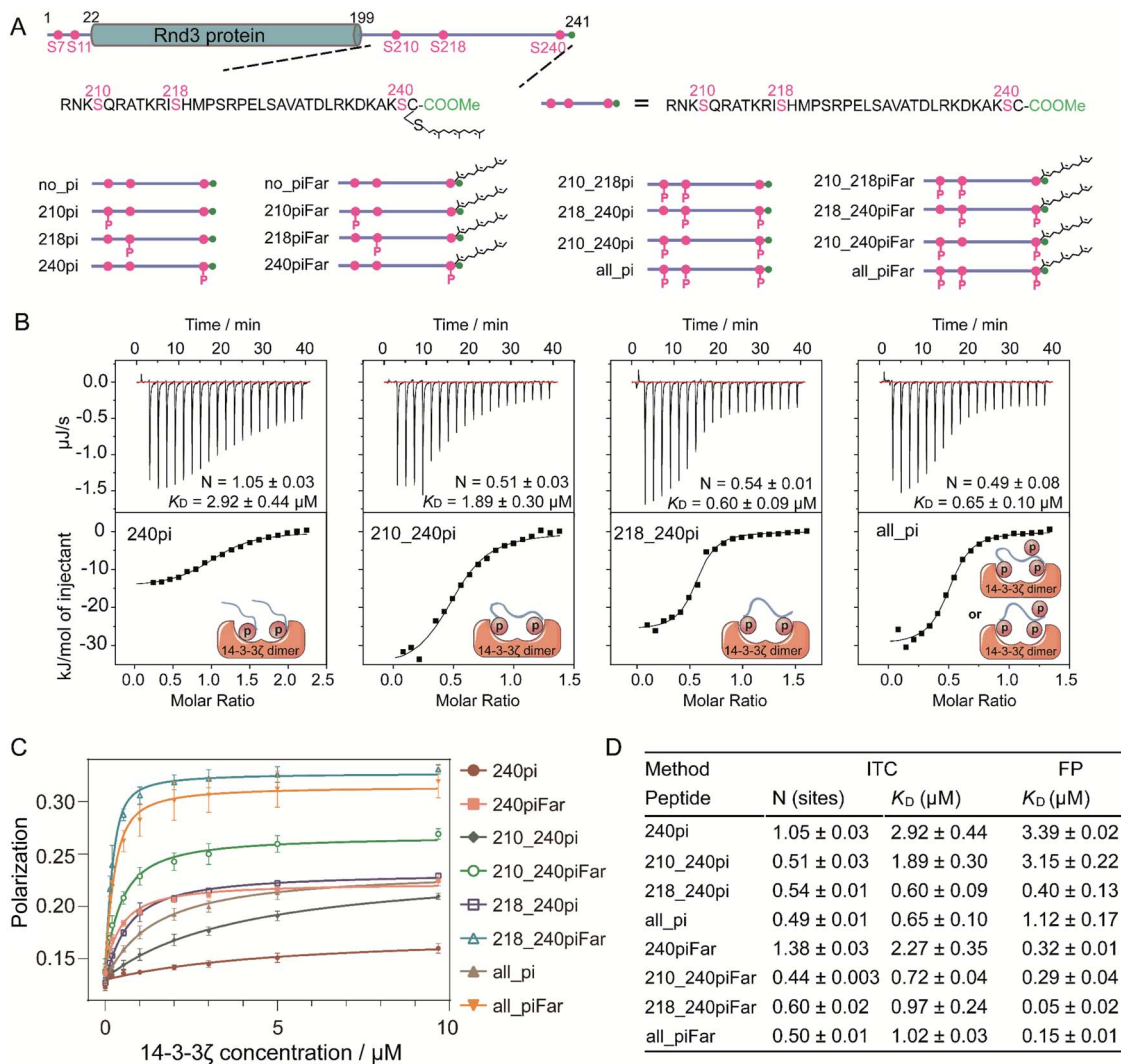 A
1 22 199 241
Rnd3 protein
S7 S11 S210 S218 S240
210 218 240
RNKSQRATKRISHMPSRPELSAVATDLRKDKAKSC-COOMe
S
210 218 240
= RNKSQRATKRISHMPSRPELSAVATDLRKDKAKSC-COOMe
no_pi
210pi
P
218pi
P
240pi
P
no_piFar
210piFar
P
218piFar
P
240piFar
P
210_218pi
P P
218_240pi
P P
210_240pi
P P
all_pi
P P P
210_218piFar
P P
218_240piFar
P P
210_240piFar
P P
all_piFar
P P P
B
Time / min
0 10 20 30 40
µJ/s
0.0
-0.5
-1.0
-1.5
N = 1.05 ± 0.03
KD = 2.92 ± 0.44 µM
kJ/mol of injectant
0
-10
-20
-30
240pi
p p
14-3-3ζ dimer
0.0 0.5 1.0 1.5 2.0 2.5
Molar Ratio
Time / min
0 10 20 30 40
N = 0.51 ± 0.03
KD = 1.89 ± 0.30 µM
210_240pi
p p
14-3-3ζ dimer
0.0 0.5 1.0 1.5
Molar Ratio
Time / min
0 10 20 30 40
N = 0.54 ± 0.01
KD = 0.60 ± 0.09 µM
218_240pi
p p
14-3-3ζ dimer
0.0 0.5 1.0 1.5
Molar Ratio
Time / min
0 10 20 30 40
N = 0.49 ± 0.08
KD = 0.65 ± 0.10 µM
all_pi
p
p p
14-3-3ζ dimer
or
p
p p
14-3-3ζ dimer
0.0 0.5 1.0 1.5
Molar Ratio
C
Polarization
0.30
0.25
0.20
0.15
0 5 10
14-3-3ζ concentration / µM
240pi
240piFar
210_240pi
210_240piFar
218_240pi
218_240piFar
all_pi
all_piFar
D
Method ITC FP
Peptide N (sites) KD (µM) KD (µM)
240pi 1.05 ± 0.03 2.92 ± 0.44 3.39 ± 0.02
210_240pi 0.51 ± 0.03 1.89 ± 0.30 3.15 ± 0.22
218_240pi 0.54 ± 0.01 0.60 ± 0.09 0.40 ± 0.13
all_pi 0.49 ± 0.01 0.65 ± 0.10 1.12 ± 0.17
240piFar 1.38 ± 0.03 2.27 ± 0.35 0.32 ± 0.01
210_240piFar 0.44 ± 0.003 0.72 ± 0.04 0.29 ± 0.04
218_240piFar 0.60 ± 0.02 0.97 ± 0.24 0.05 ± 0.02
all_piFar 0.50 ± 0.01 1.02 ± 0.03 0.15 ± 0.01